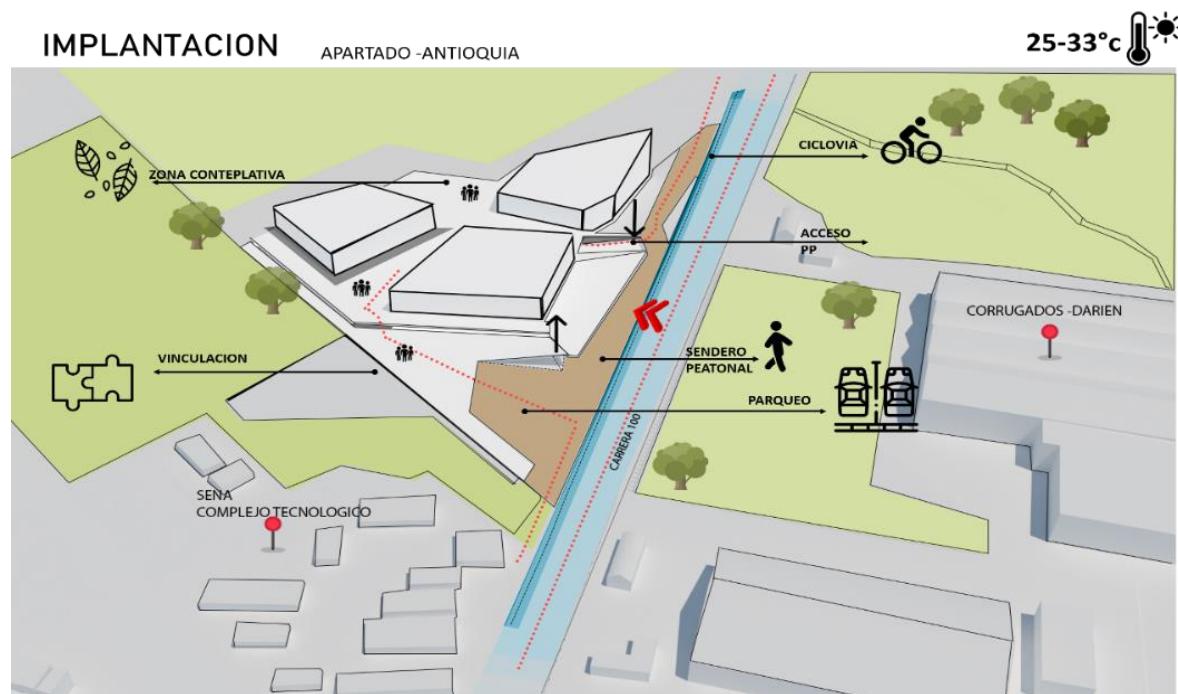 IMPLANTACION
APARTADO -ANTIOQUIA
25-33°c
CICLOVIA
ZONA CONTEPLATIVA
ACCESO
PP
CORRUGADOS -DARIEN
VINCULACION
SENDERO
PEATONAL
PARQUEO
CARRERA 100
SENA
COMPLEJO TECNOLOGICO